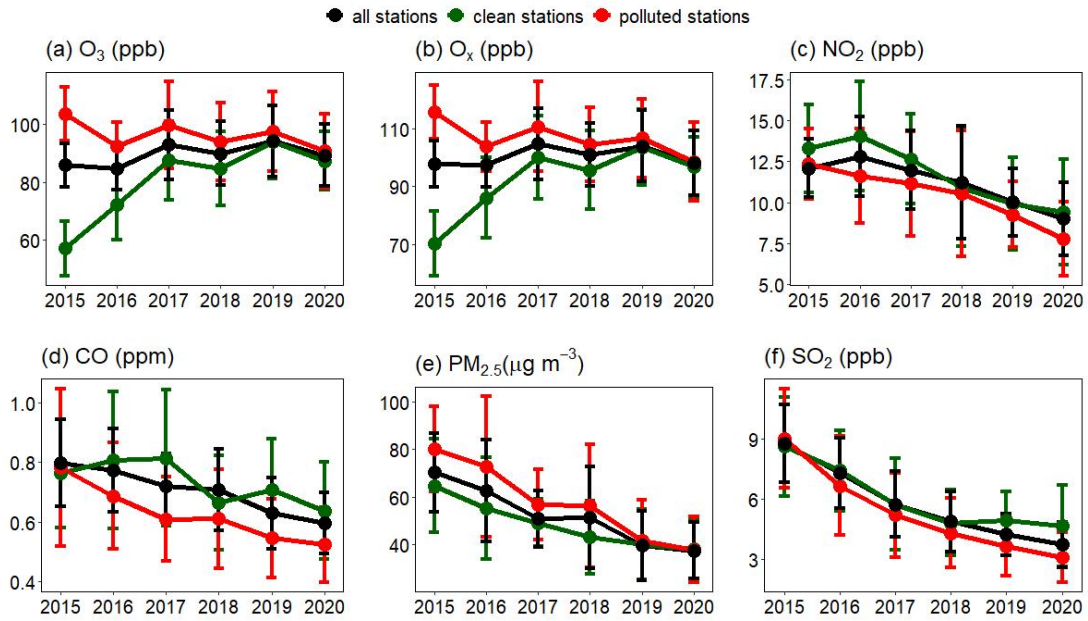 all stations clean stations polluted stations
(a) O₃ (ppb)
100
80
60
2015 2016 2017 2018 2019 2020
(b) Oₓ (ppb)
110
90
70
2015 2016 2017 2018 2019 2020
(c) NO₂ (ppb)
17.5
15.0
12.5
10.0
7.5
5.0
2015 2016 2017 2018 2019 2020
(d) CO (ppm)
1.0
0.8
0.6
0.4
2015 2016 2017 2018 2019 2020
(e) PM₂.₅(μg m⁻³)
100
80
60
40
2015 2016 2017 2018 2019 2020
(f) SO₂ (ppb)
9
6
3
2015 2016 2017 2018 2019 2020